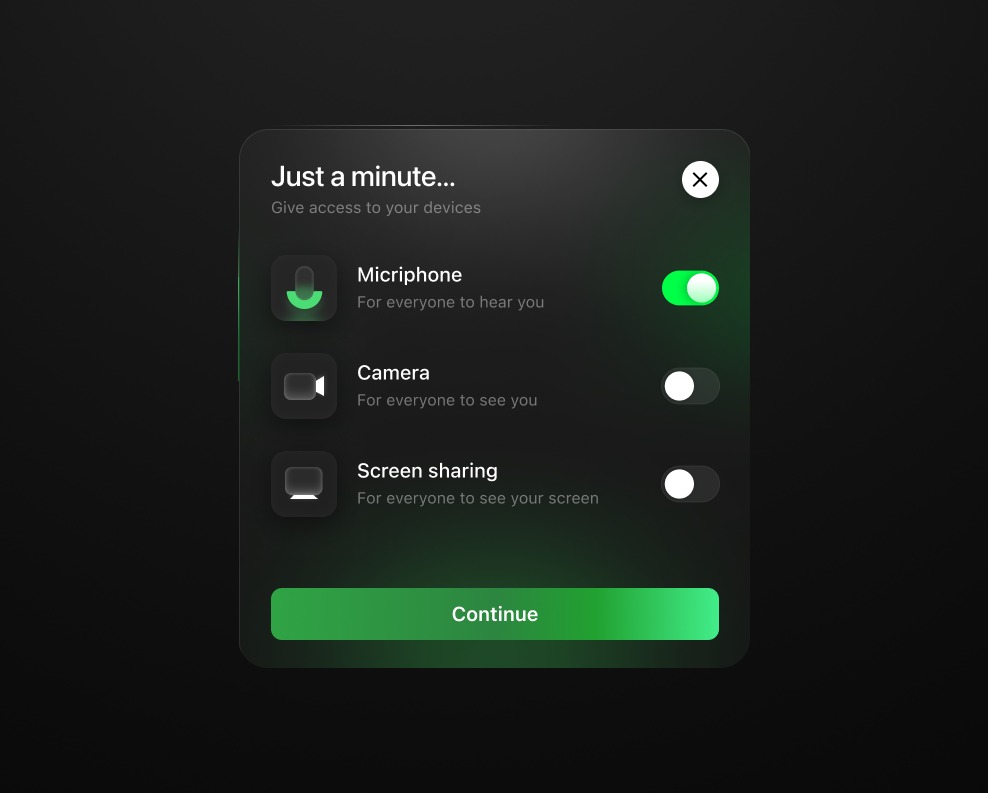 Just a minute...
Give access to your devices
Micriphone
For everyone to hear you
Camera
For everyone to see you
Screen sharing
For everyone to see your screen
Continue